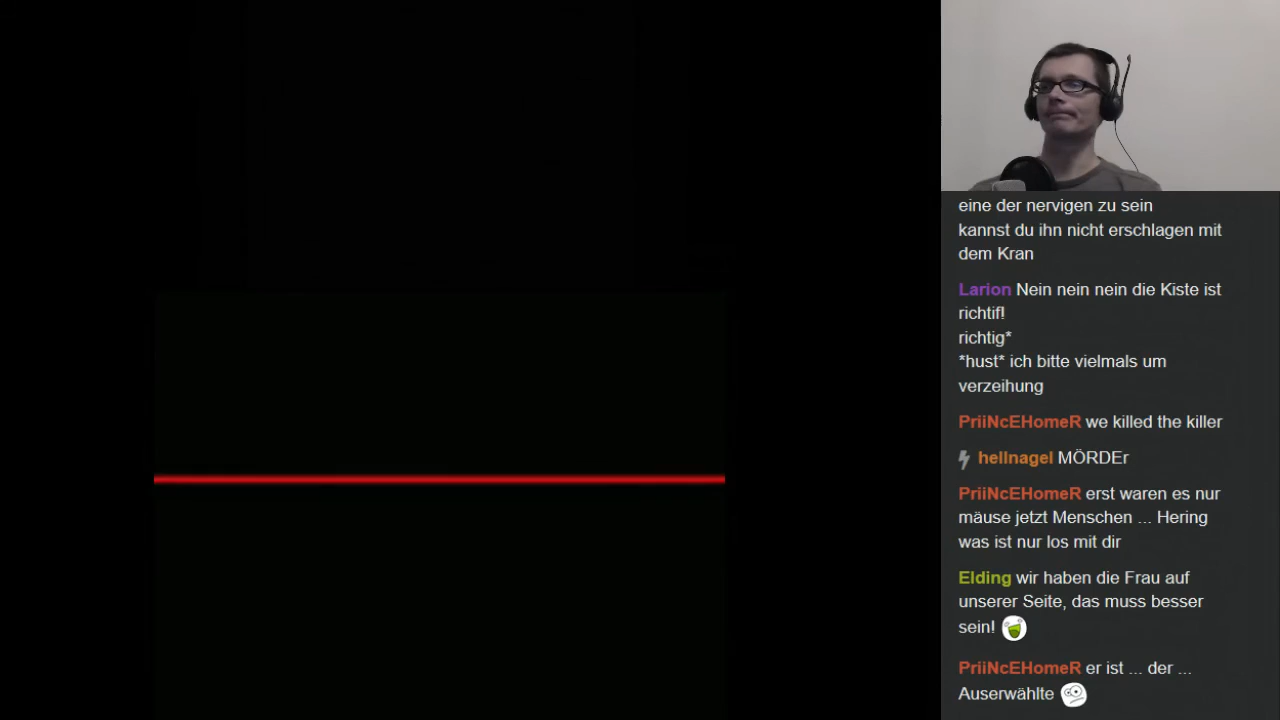 eine der nervigen zu sein
kannst du ihn nicht erschlagen mit
dem Kran
Larion Nein nein nein die Kiste ist
richtif!
richtig*
*hust* ich bitte vielmals um
verzeihung
PriiNcEHomeR we killed the killer
hellnagel MÖRDEr
PriiNcEHomeR erst waren es nur
mäuse jetzt Menschen ... Hering
was ist nur los mit dir
Elding wir haben die Frau auf
unserer Seite, das muss besser
sein!
PriiNcEHomeR er ist ... der ...
Auserwählte